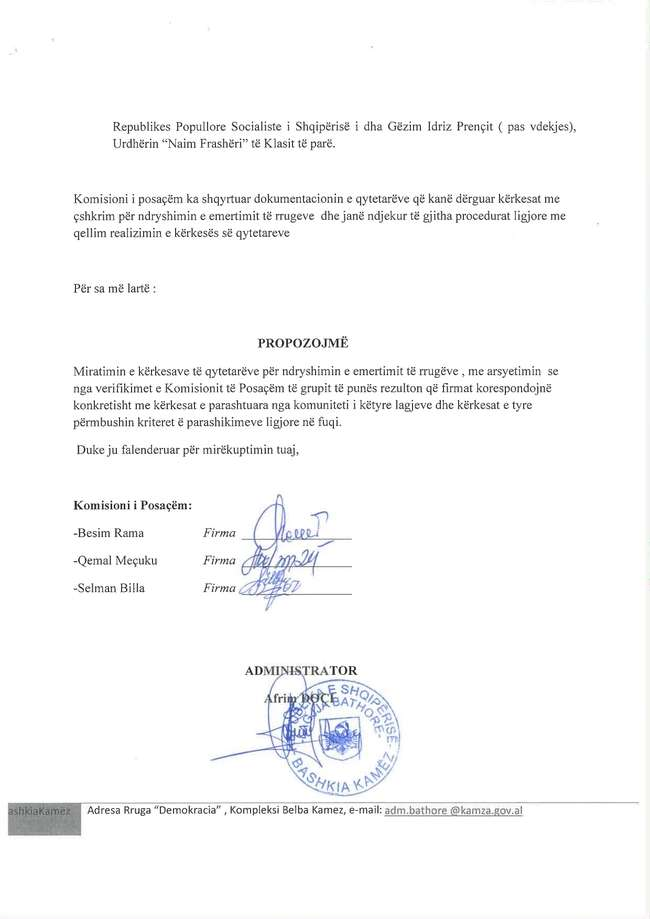 Republikes Popullore Socialiste i Shqipërisë i dha Gëzim Idriz Prençit ( pas vdekjes),
Urdhërin “Naim Frashëri” të Klasit të parë.
Komisioni i posaçëm ka shqyrtuar dokumentacionin e qytetarëve që kanë dërguar kërkesat me
çshkrim për ndryshimin e emertimit të rrugeve dhe janë ndjekur të gjitha procedurat ligjore me
qellim realizimin e kërkesës së qytetareve
Për sa më lartë :
PROPOZOJMË
Miratimin e kërkesave të qytetarëve për ndryshimin e emertimit të rrugëve , me arsyetimin se
nga verifikimet e Komisionit të Posaçëm të grupit të punës rezulton që firmat korespondojnë
konkretisht me kërkesat e parashtuara nga komuniteti i këtyre lagjeve dhe kërkesat e tyre
përmbushin kriteret ë parashikimeve ligjore në fuqi.
Duke ju falenderuar për mirëkuptimin tuaj,
Komisioni i Posaçëm:
-Besim Rama Firma
-Qemal Meçuku Firma
-Selman Billa Firma
ADMINISTRATOR
Afrim DOÇI
E SHQIPËRISË
BATHORE
BASHKIA KAMËZ
ashkiaKamez Adresa Rruga “Demokracia” , Kompleksi Belba Kamez, e-mail: adm.bathore @kamza.gov.al